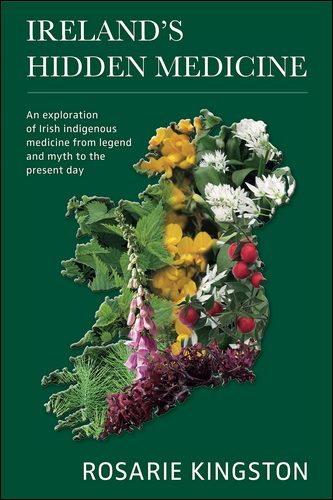 IRELAND'S
HIDDEN MEDICINE
An exploration
of Irish indigenous
medicine from legend
and myth to the
present day
ROSARIE KINGSTON